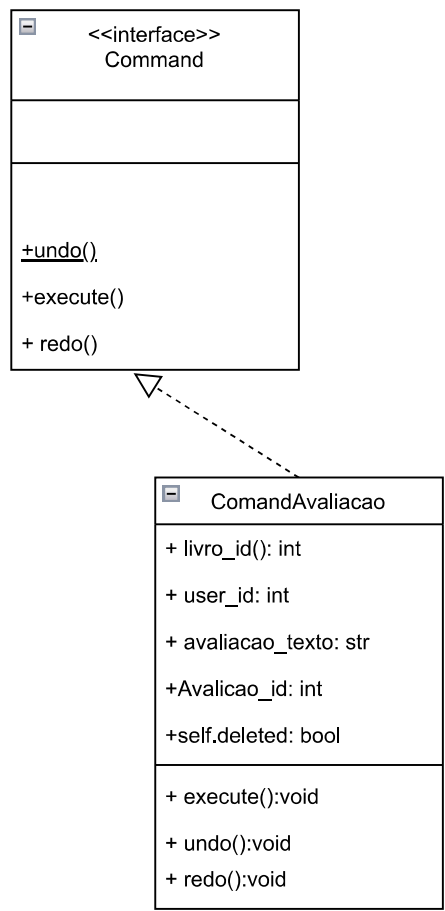 <<interface>>
Command
+undo()
+execute()
+ redo()
ComandAvaliacao
+ livro_id(): int
+ user_id: int
+ avaliacao_texto: str
+Avalicao_id: int
+self.deleted: bool
+ execute():void
+ undo():void
+ redo():void